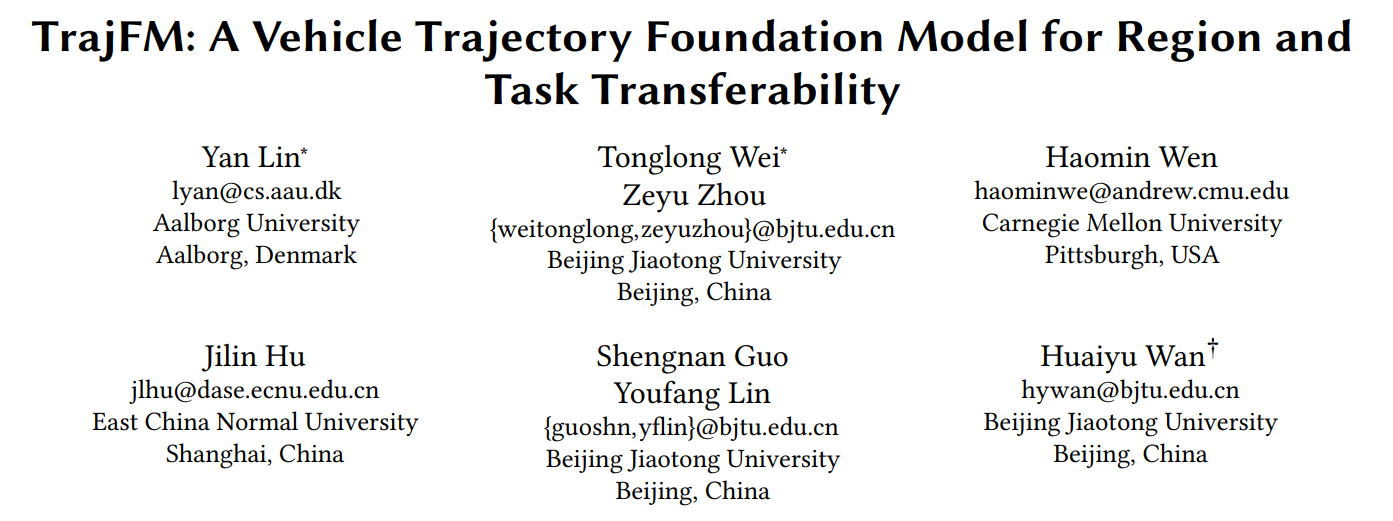 TrajFM: A Vehicle Trajectory Foundation Model for Region and
Task Transferability
Yan Lin*
lyan@cs.aau.dk
Aalborg University
Aalborg, Denmark
Tonglong Wei*
Zeyu Zhou
{weitonglong,zeyuzhou}@bjtu.edu.cn
Beijing Jiaotong University
Beijing, China
Haomin Wen
haominwe@andrew.cmu.edu
Carnegie Mellon University
Pittsburgh, USA
Jilin Hu
jlhu@dase.ecnu.edu.cn
East China Normal University
Shanghai, China
Shengnan Guo
Youfang Lin
{guoshn,yflin}@bjtu.edu.cn
Beijing Jiaotong University
Beijing, China
Huaiyu Wan†
hywan@bjtu.edu.cn
Beijing Jiaotong University
Beijing, China